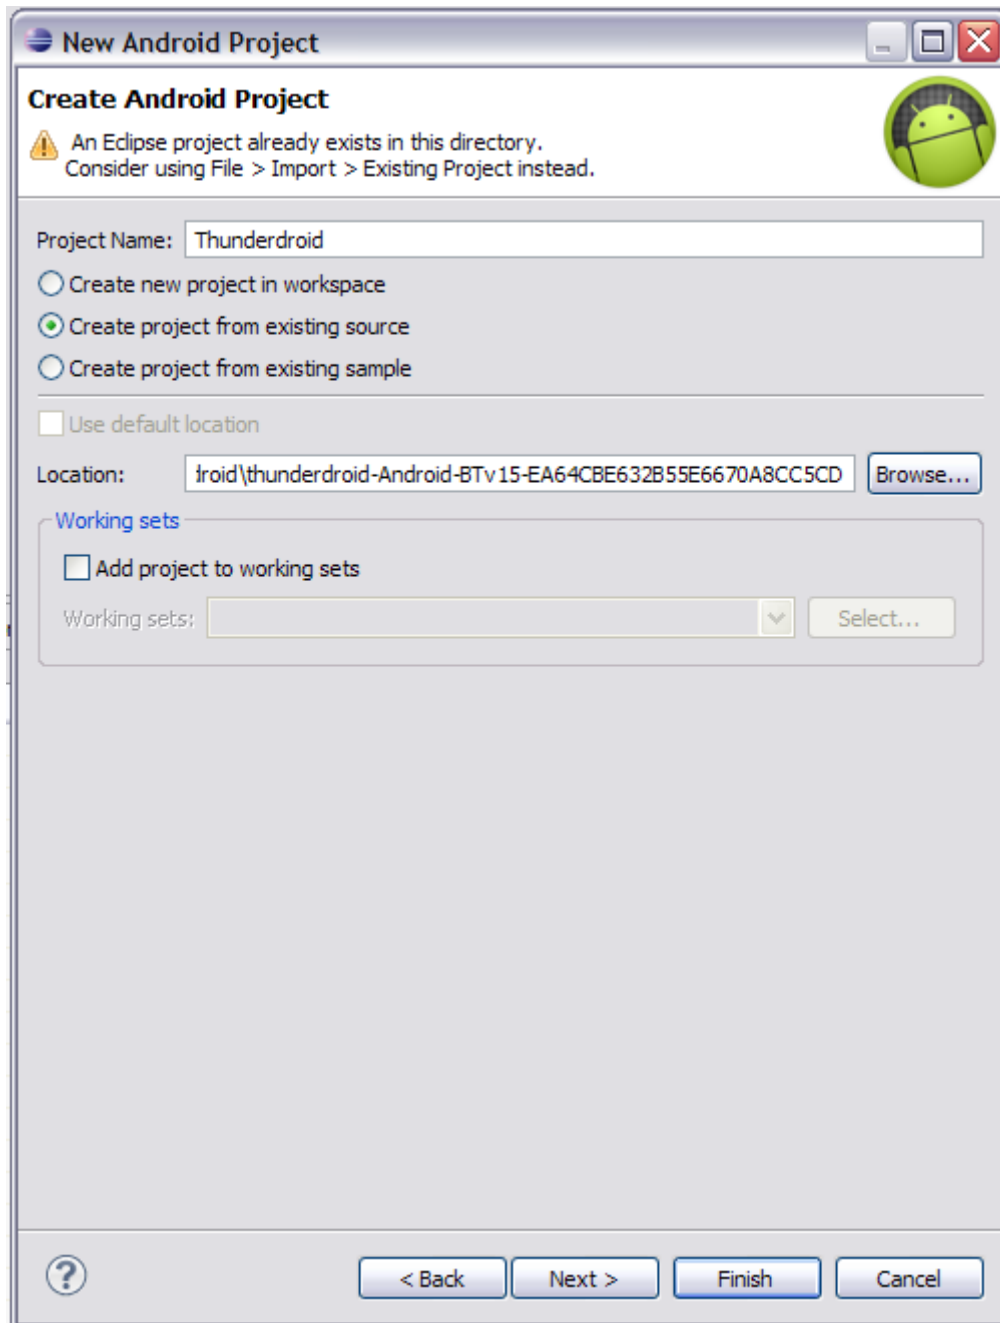 New Android Project
Create Android Project
An Eclipse project already exists in this directory.
Consider using File > Import > Existing Project instead.
Project Name: Thunderdroid
Create new project in workspace
Create project from existing source
Create project from existing sample
Use default location
Location: lroid\thunderdroid-Android-BTv15-EA64CBE632B55E6670A8CC5CD Browse...
Working sets
Add project to working sets
Working sets: Select...
< Back Next > Finish Cancel